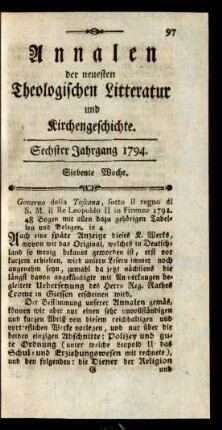 97
Annalen
der neuesten
Theologischen Litteratur
und
Kirchengeschichte.
Sechster Jahrgang 1794.
Siebente Woche.
Governo della Toscana, sotto il regno di
S. M. il Re Leopoldo II in Firenze 1792.
48 Bogen mit allen dazu gehörigen Tabel-
len und Belegen, in 4
Auch eine späte Anzeige dieses K. Werks,
wovon wir das Original, welches in Deutsch-
land so wenig bekannt geworden ist, erst vor
kurzem erhielten, wird unsern Lesern noch immer
angenehm seyn, zumahl da jetzt nächstens die
längst davon angekündigte mit Anmerkungen be-
gleitete Uebersetzung des Herrn Reg. Rathes
Crome in Giessen erscheinen wird.
Der Bestimmung unserer Annalen gemäs,
können wir aber nur einen sehr unvollständigen
und kurzen Abriß von diesem reichhaltigen und
vortreflichen Werke vorlegen, und nur über die
beiden einzigen Abschnitte: Polizey und gu-
te Ordnung (unter welche Leopold II das
Schul- und Erziehungswesen mit rechnete),
und den folgenden: die Diener der Religion
G
und